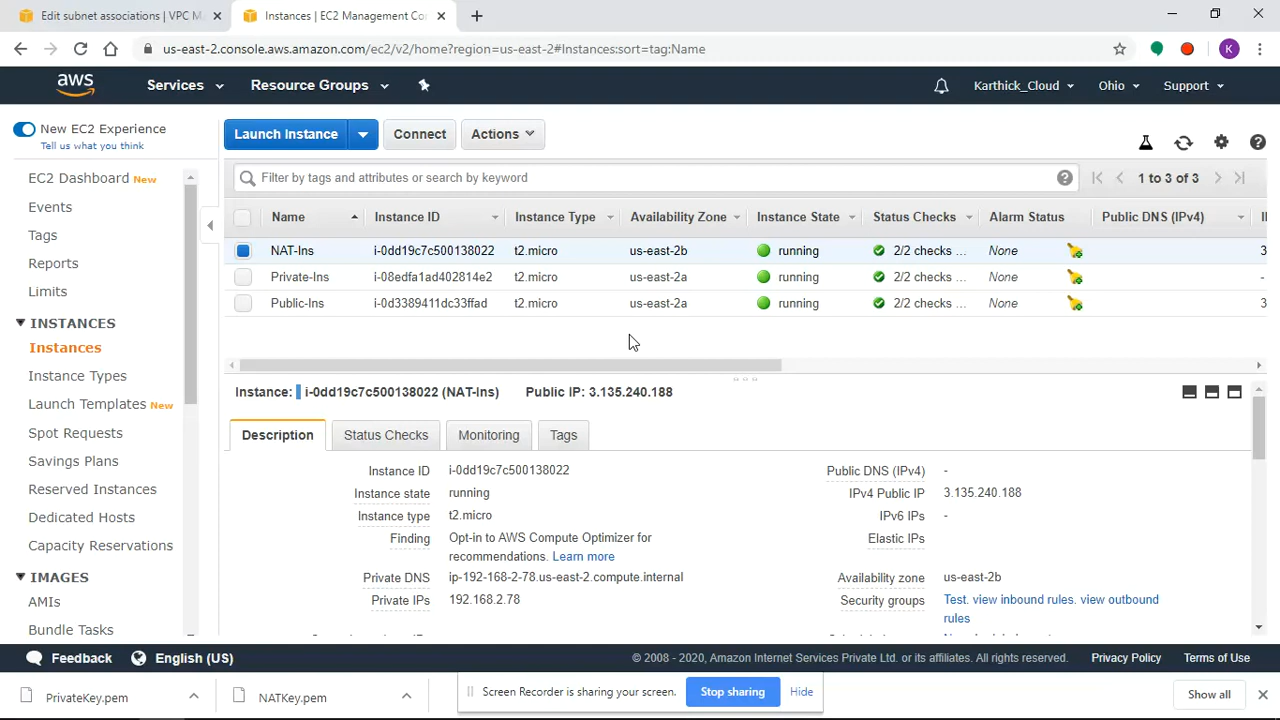 Edit subnet associations | VPC M
Instances | EC2 Management Con
us-east-2.console.aws.amazon.com/ec2/v2/home?region=us-east-2#Instances:sort=tag:Name
K
aws
Services
Resource Groups
Karthick_Cloud
Ohio
Support
New EC2 Experience
Tell us what you think
EC2 Dashboard New
Events
Tags
Reports
Limits
INSTANCES
Instances
Instance Types
Launch Templates New
Spot Requests
Savings Plans
Reserved Instances
Dedicated Hosts
Capacity Reservations
IMAGES
AMIs
Bundle Tasks
Launch Instance
Connect
Actions
Filter by tags and attributes or search by keyword
1 to 3 of 3
Name Instance ID Instance Type Availability Zone Instance State Status Checks Alarm Status Public DNS (IPv4)
NAT-Ins i-0dd19c7c500138022 t2.micro us-east-2b running 2/2 checks ... None 3
Private-Ins i-08edfa1ad402814e2 t2.micro us-east-2a running 2/2 checks ... None -
Public-Ins i-0d3389411dc33ffad t2.micro us-east-2a running 2/2 checks ... None 3
Instance: i-0dd19c7c500138022 (NAT-Ins) Public IP: 3.135.240.188
Description
Status Checks
Monitoring
Tags
Instance ID i-0dd19c7c500138022
Instance state running
Instance type t2.micro
Finding Opt-in to AWS Compute Optimizer for
recommendations. Learn more
Private DNS ip-192-168-2-78.us-east-2.compute.internal
Private IPs 192.168.2.78
Public DNS (IPv4) -
IPv4 Public IP 3.135.240.188
IPv6 IPs -
Elastic IPs
Availability zone us-east-2b
Security groups Test. view inbound rules. view outbound
rules
Feedback
English (US)
© 2008 - 2020, Amazon Internet Services Private Ltd. or its affiliates. All rights reserved.
Privacy Policy
Terms of Use
PrivateKey.pem
NATKey.pem
Screen Recorder is sharing your screen.
Stop sharing
Hide
Show all